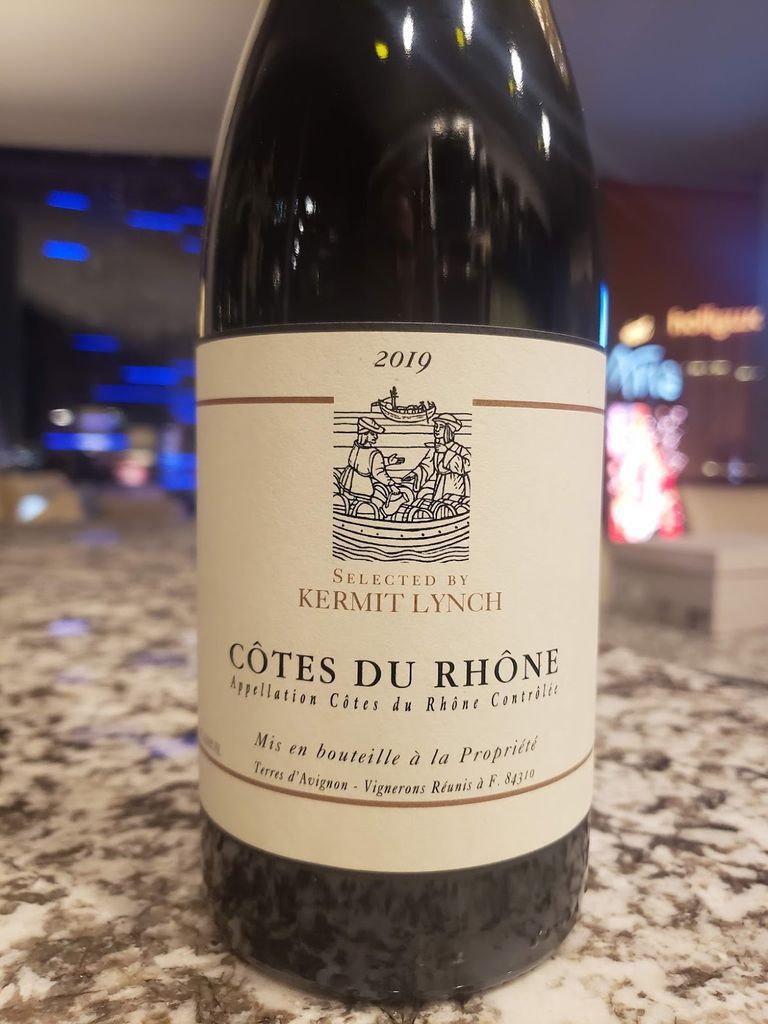 2019
SELECTED BY
KERMIT LYNCH
CÔTES DU RHÔNE
Appellation Côtes du Rhône Contrôlée
Mis en bouteille à la Propriété
Terres d'Avignon - Vignerons Réunis à F. 84310